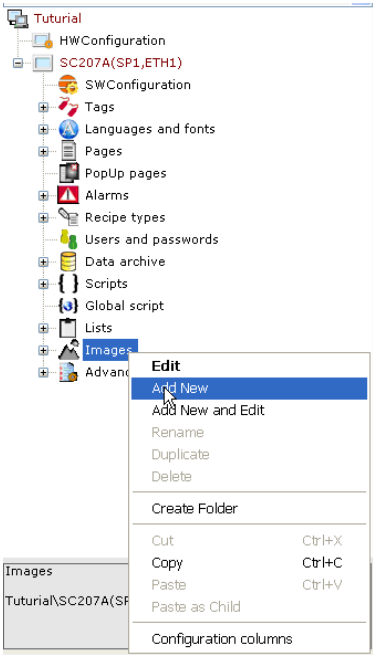 Tuturial
HWConfiguration
SC207A(SP1,ETH1)
SWConfiguration
Tags
Languages and fonts
Pages
PopUp pages
Alarms
Recipe types
Users and passwords
Data archive
Scripts
Global script
Lists
Images
Advan
Edit
Add New
Add New and Edit
Rename
Duplicate
Delete
Create Folder
Cut Ctrl+X
Copy Ctrl+C
Paste Ctrl+V
Paste as Child
Configuration columns
Images
Tuturial\SC207A(SP